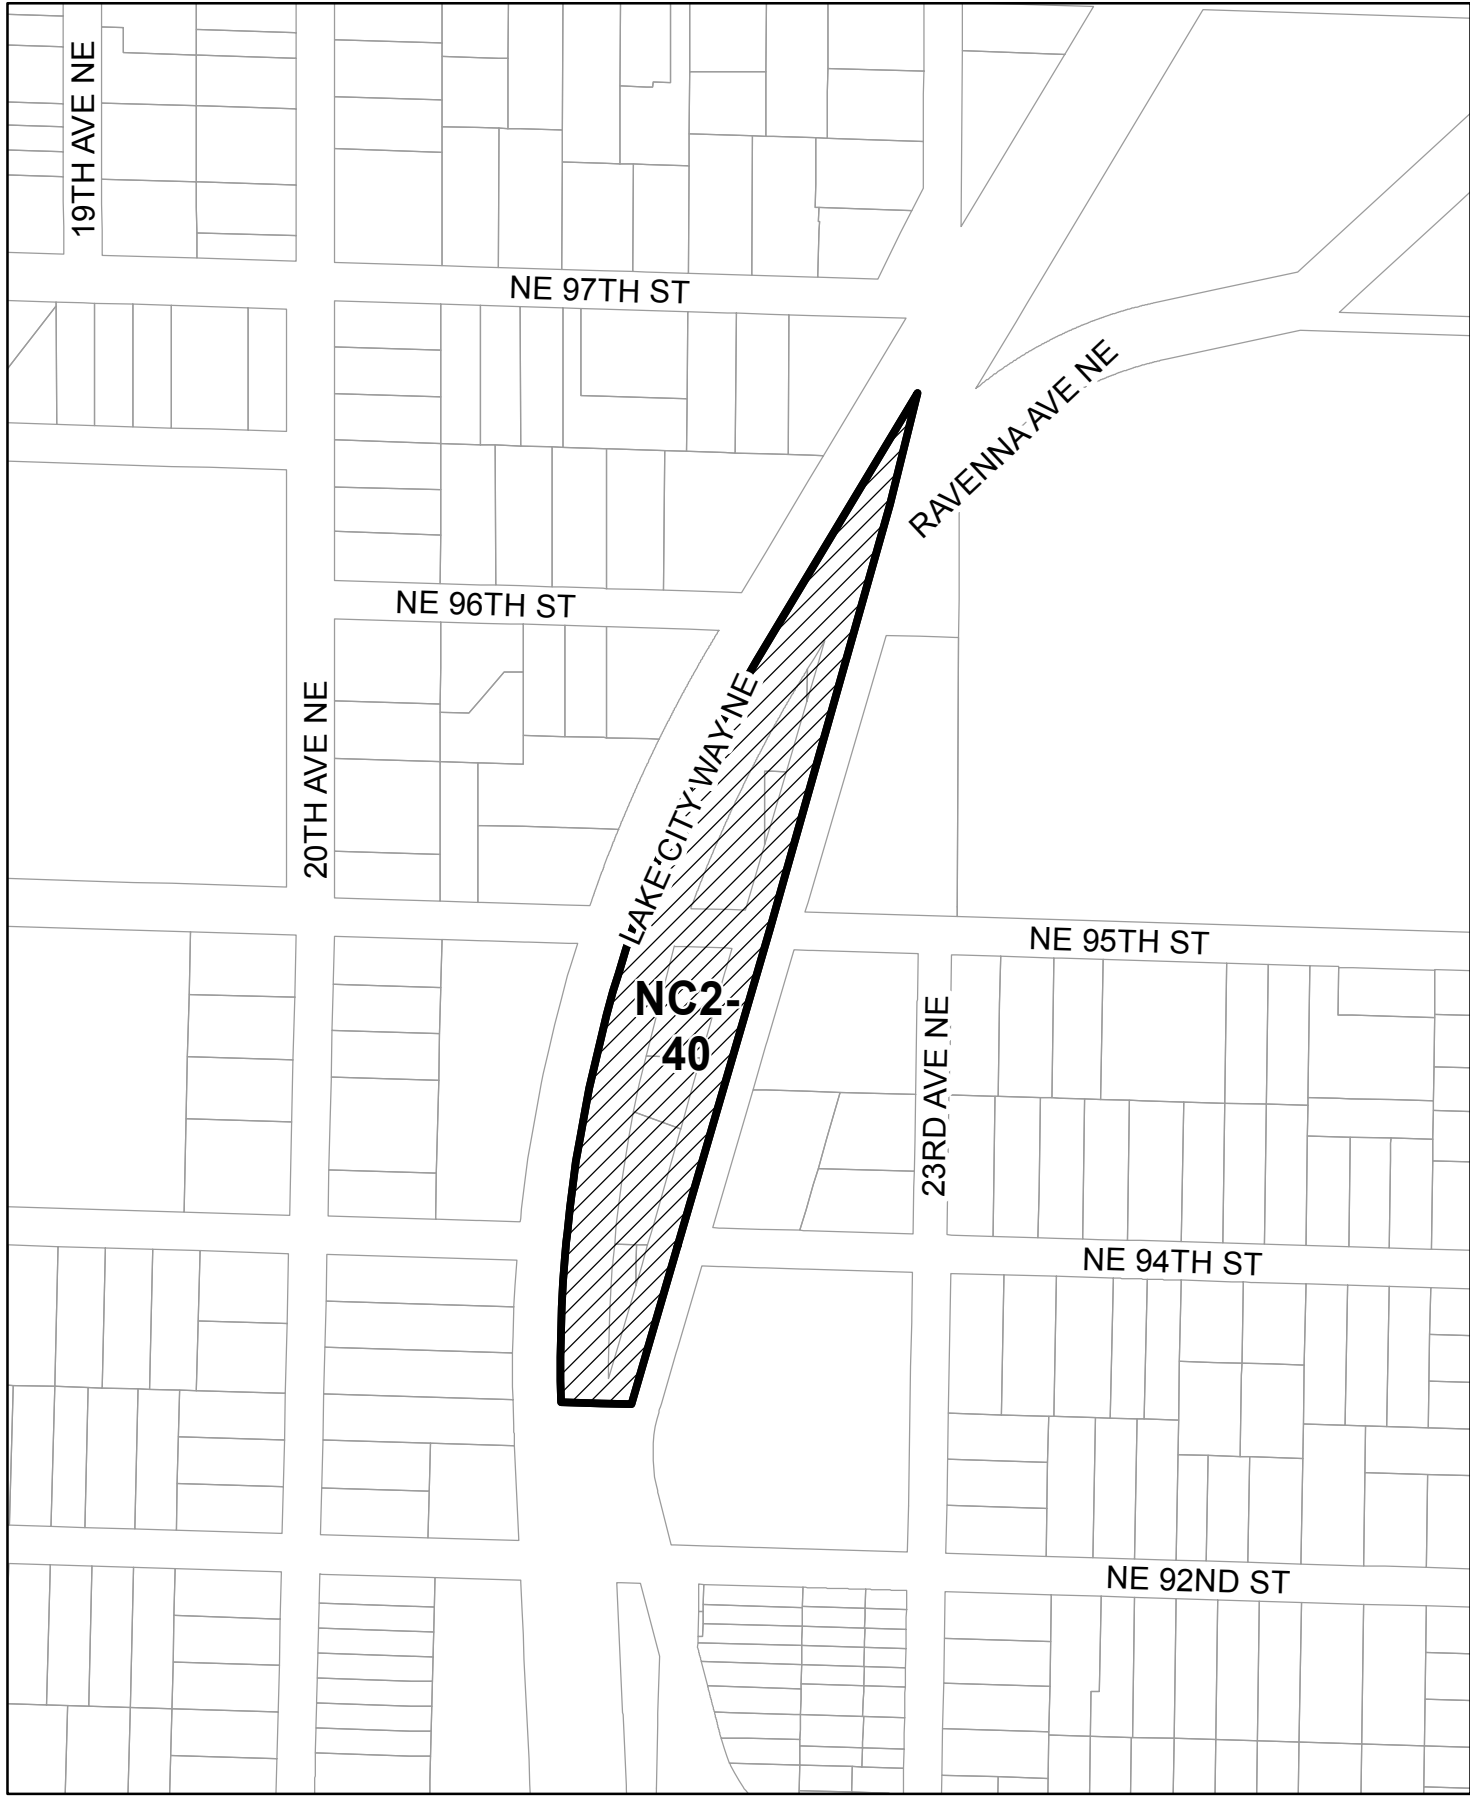 19TH AVE NE
NE 97TH ST
RAVENNA AVE NE
NE 96TH ST
20TH AVE NE
LAKE CITY WAY NE
NE 95TH ST
NC2-
40
23RD AVE NE
NE 94TH ST
NE 92ND ST